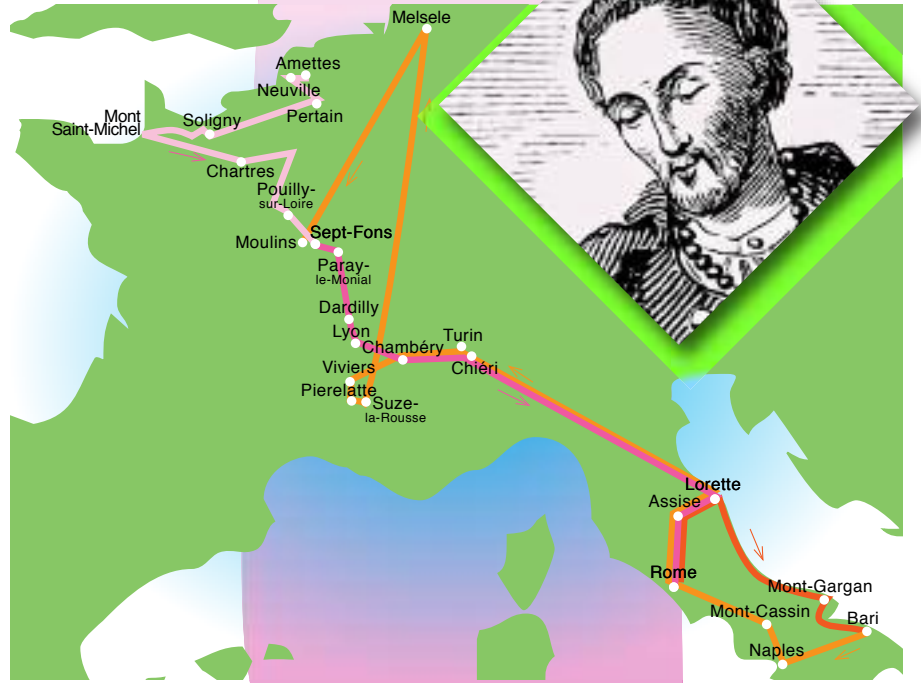 Melsele
Amettes
Neuville
Pertain
Mont
Saint-Michel
Soligny
Chartres
Pouilly-
sur-Loire
Moulins
Sept-Fons
Paray-
le-Monial
Dardilly
Lyon
Chambéry
Turin
Chiéri
Viviers
Pierelatte
Suze-
la-Rousse
Lorette
Assise
Rome
Mont-Gargan
Mont-Cassin
Bari
Naples